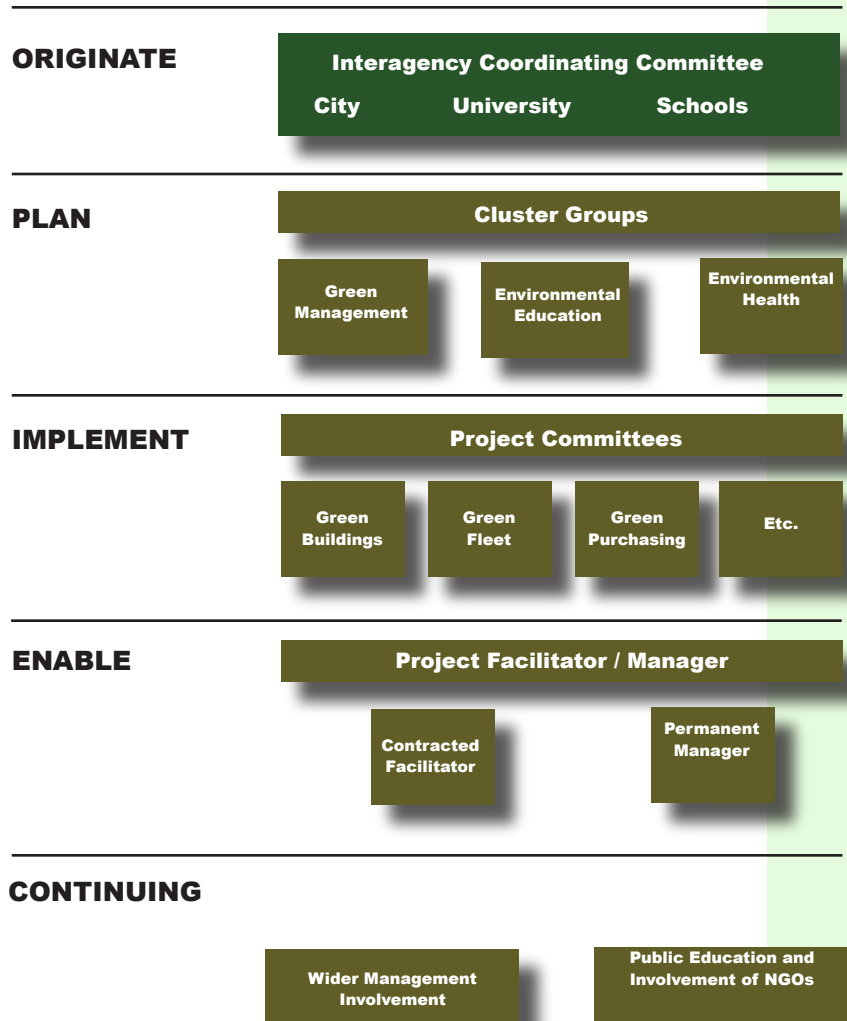 ORIGINATE
Interagency Coordinating Committee
City University Schools
PLAN
Cluster Groups
Green
Management
Environmental
Education
Environmental
Health
IMPLEMENT
Project Committees
Green
Buildings
Green
Fleet
Green
Purchasing
Etc.
ENABLE
Project Facilitator / Manager
Contracted
Facilitator
Permanent
Manager
CONTINUING
Wider Management
Involvement
Public Education and
Involvement of NGOs